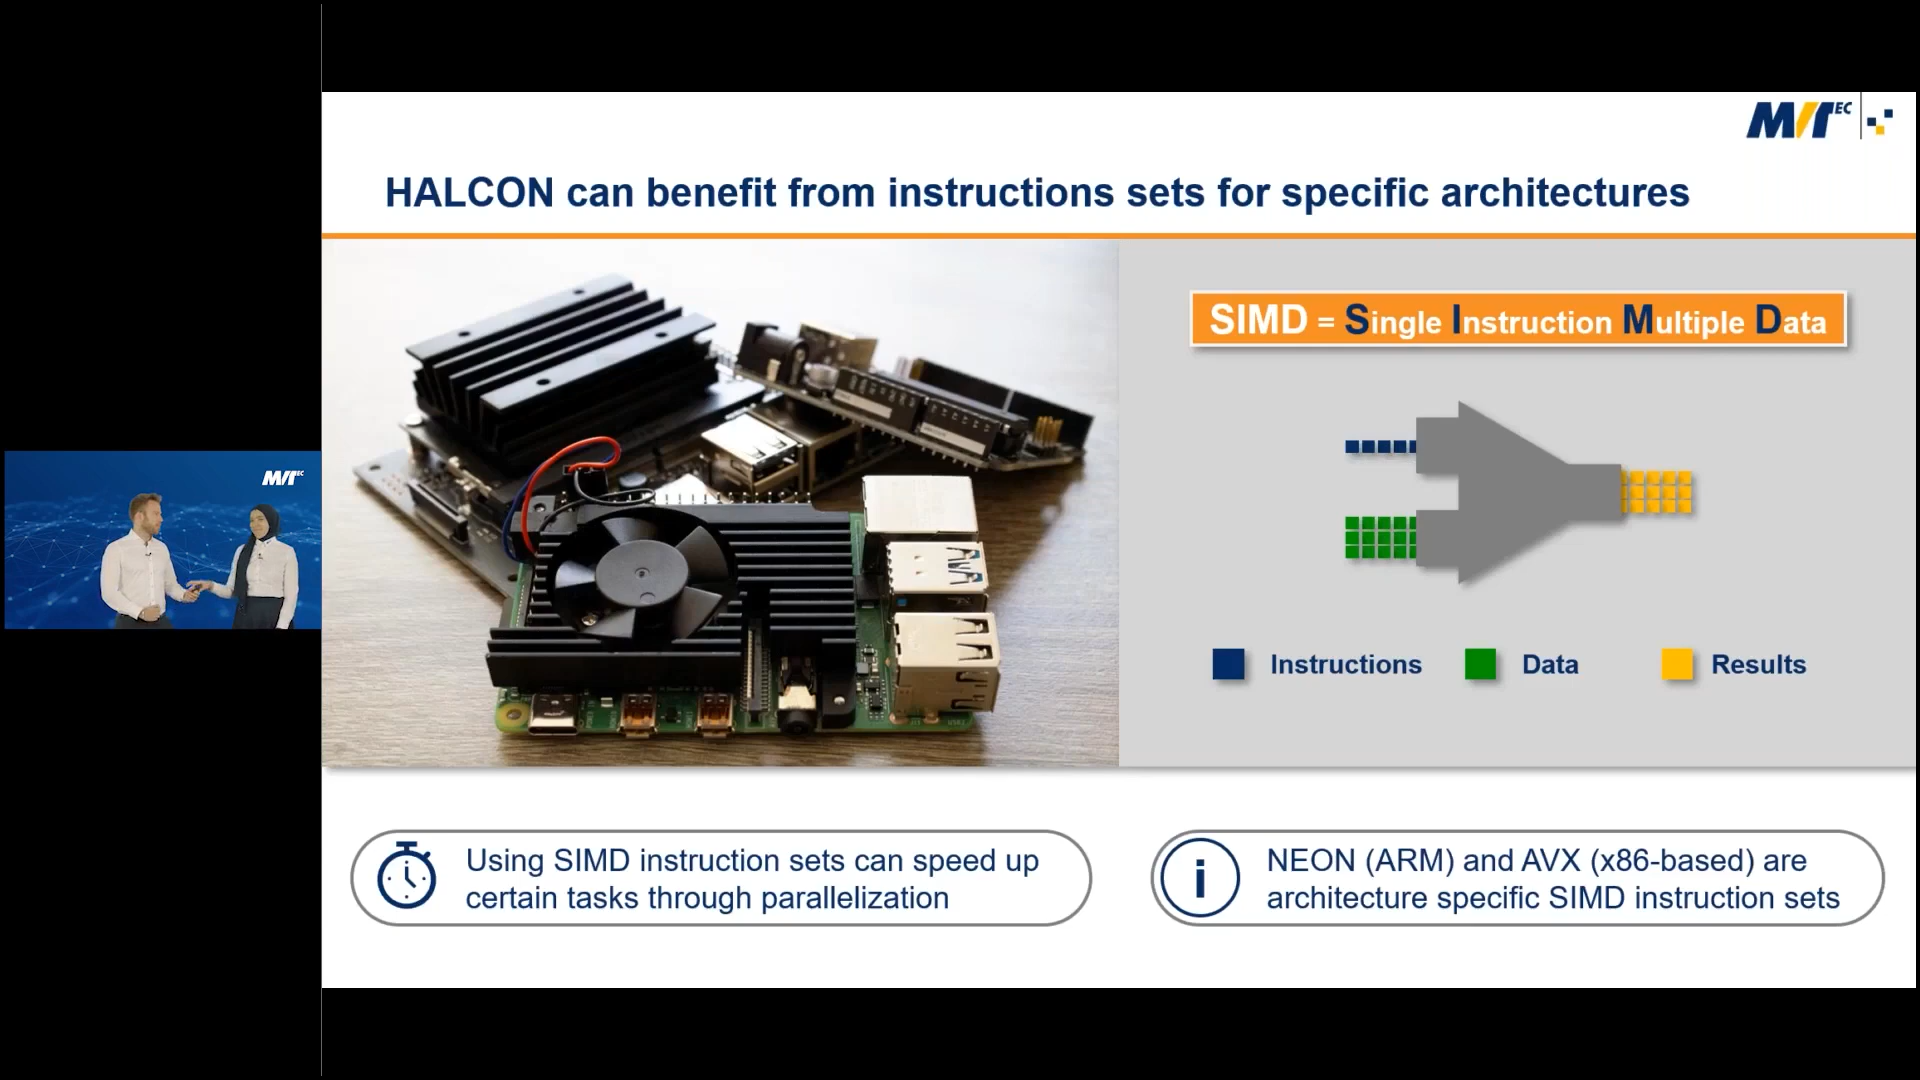 MVTEC
HALCON can benefit from instructions sets for specific architectures
SIMD = Single Instruction Multiple Data
MVTEC
Instructions
Data
Results
Using SIMD instruction sets can speed up
certain tasks through parallelization
i
NEON (ARM) and AVX (x86-based) are
architecture specific SIMD instruction sets